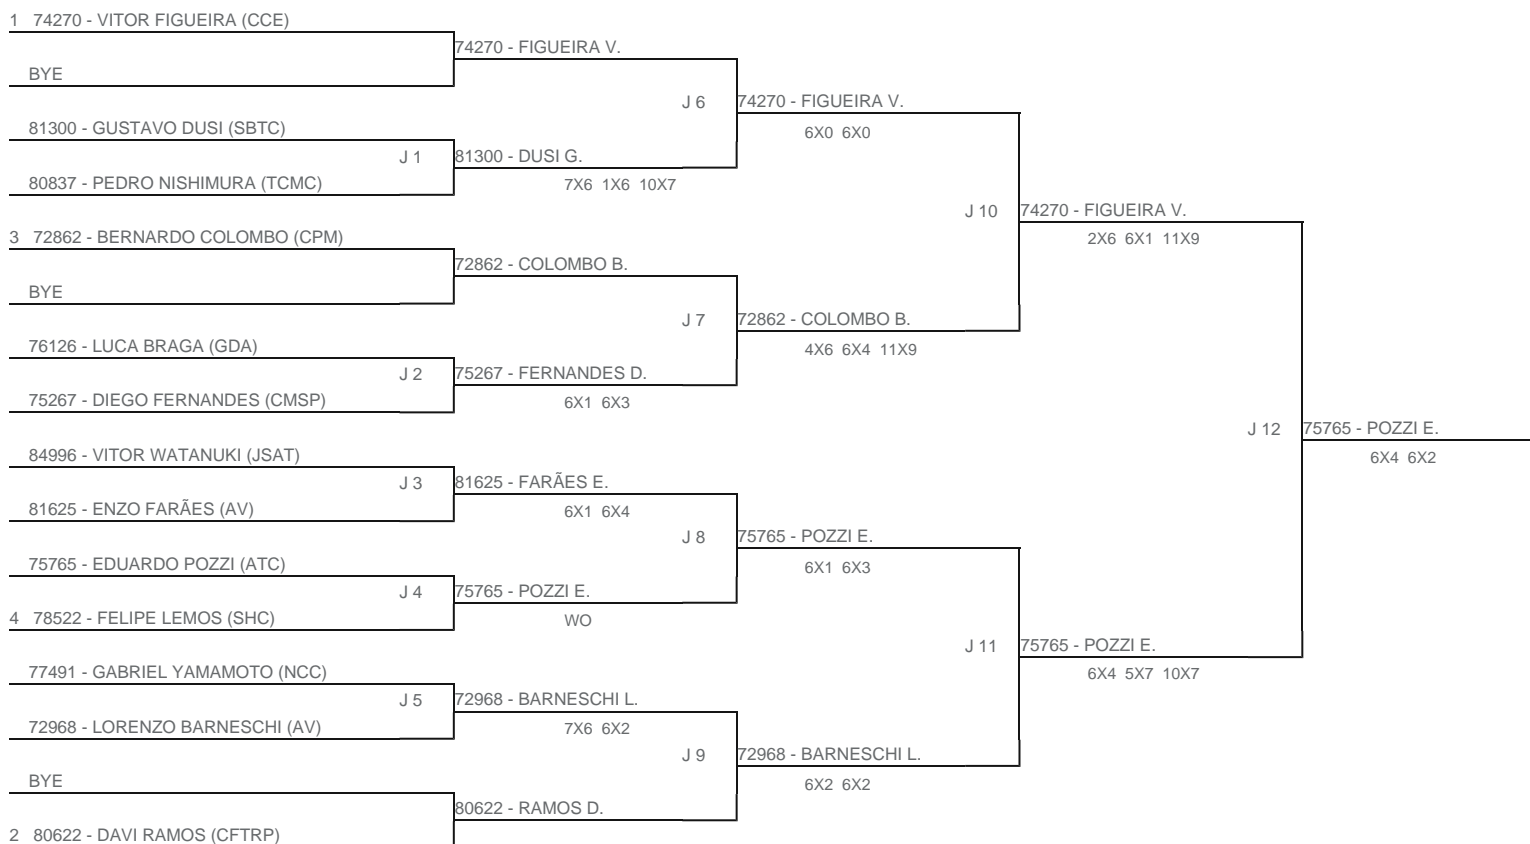 1 74270 - VITOR FIGUEIRA (CCE)
74270 - FIGUEIRA V.
BYE
J 6
74270 - FIGUEIRA V.
6X0 6X0
81300 - GUSTAVO DUSI (SBTC)
J 1
81300 - DUSI G.
7X6 1X6 10X7
80837 - PEDRO NISHIMURA (TCMC)
J 10
74270 - FIGUEIRA V.
2X6 6X1 11X9
3 72862 - BERNARDO COLOMBO (CPM)
72862 - COLOMBO B.
BYE
J 7
72862 - COLOMBO B.
4X6 6X4 11X9
76126 - LUCA BRAGA (GDA)
J 2
75267 - FERNANDES D.
6X1 6X3
75267 - DIEGO FERNANDES (CMSP)
J 12
75765 - POZZI E.
6X4 6X2
84996 - VITOR WATANUKI (JSAT)
J 3
81625 - FARÃES E.
6X1 6X4
81625 - ENZO FARÃES (AV)
J 8
75765 - POZZI E.
6X1 6X3
75765 - EDUARDO POZZI (ATC)
J 4
75765 - POZZI E.
WO
4 78522 - FELIPE LEMOS (SHC)
J 11
75765 - POZZI E.
6X4 5X7 10X7
77491 - GABRIEL YAMAMOTO (NCC)
J 5
72968 - BARNESCHI L.
7X6 6X2
72968 - LORENZO BARNESCHI (AV)
J 9
72968 - BARNESCHI L.
6X2 6X2
BYE
80622 - RAMOS D.
2 80622 - DAVI RAMOS (CFTRP)